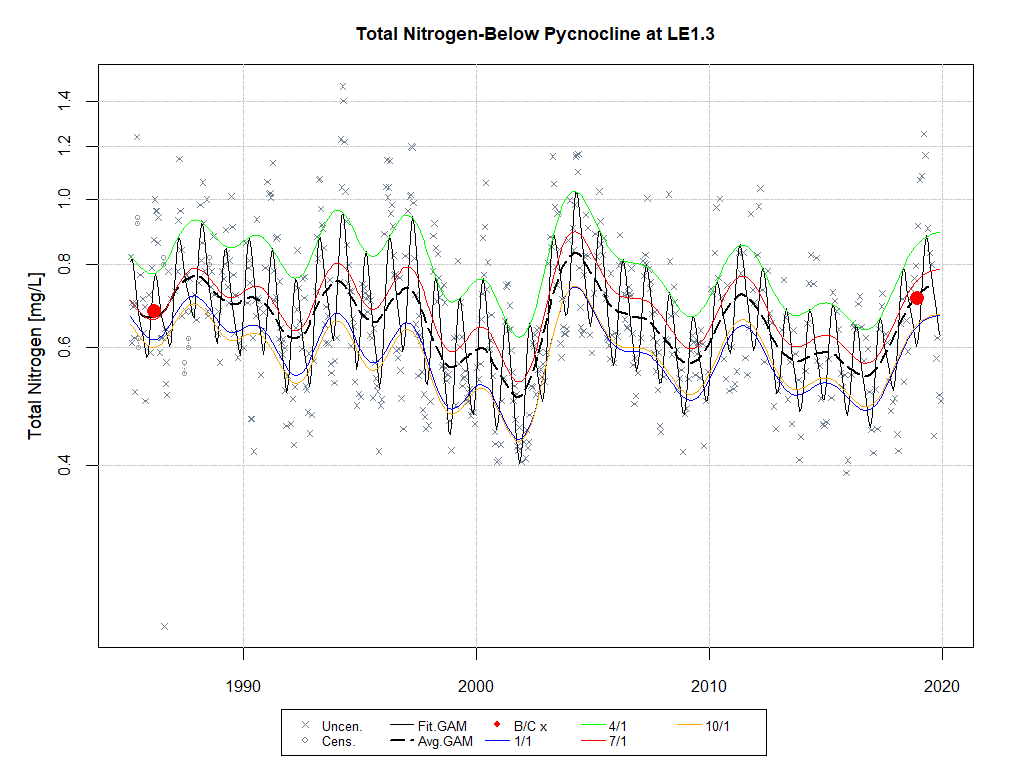 Total Nitrogen-Below Pycnocline at LE1.3
Total Nitrogen [mg/L]
1.4
1.2
1.0
0.8
0.6
0.4
1990 2000 2010 2020
Uncen. Fit.GAM B/C x 4/1 10/1
Cens. Avg.GAM 1/1 7/1